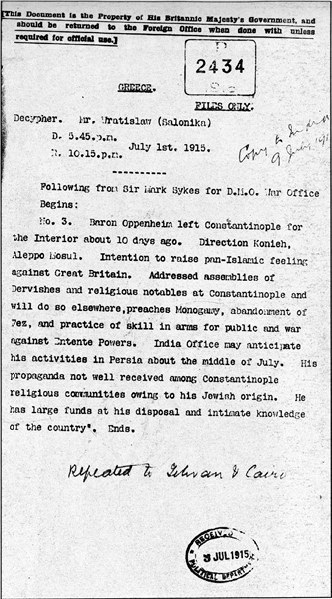 [This Document is the Property of His Britannic Majesty's Government, and
should be returned to the Foreign Office when done with unless
required for official use.]
P
2434
GREECE.
FILES ONLY.
Decypher. Mr. Wratislaw (Salonika)
D. 5.45.p.m.
July 1st. 1915.
R. 10.15.p.m.
Copy to India
9 July 191
----------
Following from Sir Mark Sykes for D.M.O. War Office
Begins:
No. 3. Baron Oppenheim left Constantinople for
the Interior about 10 days ago. Direction Konieh,
Aleppo Mosul. Intention to raise pan-Islamic feeling
against Great Britain. Addressed assemblies of
Dervishes and religious notables at Constantinople and
will do so elsewhere,preaches Monogamy, abandonment of
Fez, and practice of skill in arms for public and war
against Entente Powers. India Office may anticipate
his activities in Persia about the middle of July. His
propaganda not well received among Constantinople
religious communities owing to his Jewish origin. He
has large funds at his disposal and intimate knowledge
of the country". Ends.
Repeated to Tehran & Cairo
RECEIVED
JUL 1915
POLITICAL DEPARTMENT